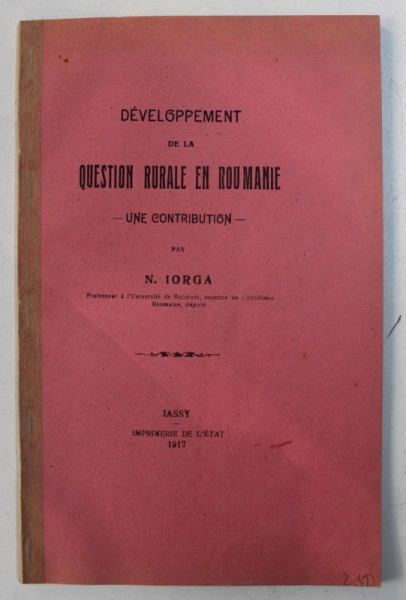 DÉVELOPPEMENT
DE LA
QUESTION RURALE EN ROUMANIE
— UNE CONTRIBUTION —
PAR
N. IORGA
Professeur à l'Université de Bucarest, membre de l'Académie
Roumaine, député
JASSY
IMPRIMERIE DE L'ÉTAT
1917